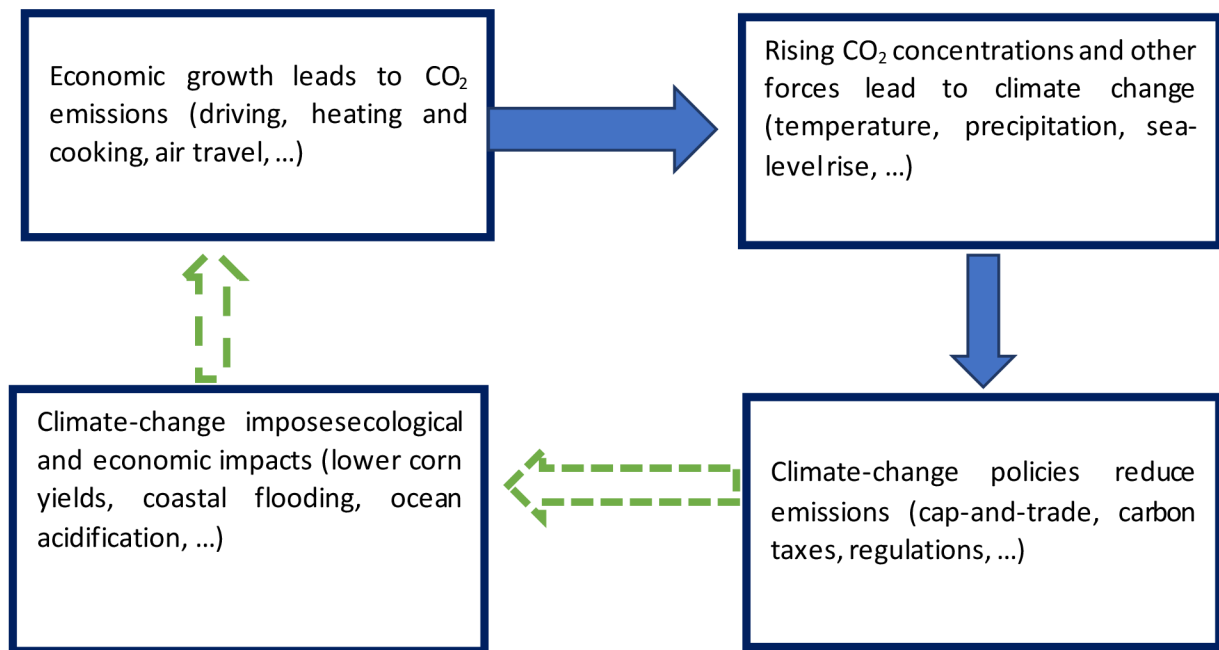 Economic growth leads to CO₂
emissions (driving, heating and
cooking, air travel, ...)
Rising CO₂ concentrations and other
forces lead to climate change
(temperature, precipitation, sea-
level rise, ...)
Climate-change imposesecological
and economic impacts (lower corn
yields, coastal flooding, ocean
acidification, ...)
Climate-change policies reduce
emissions (cap-and-trade, carbon
taxes, regulations, ...)